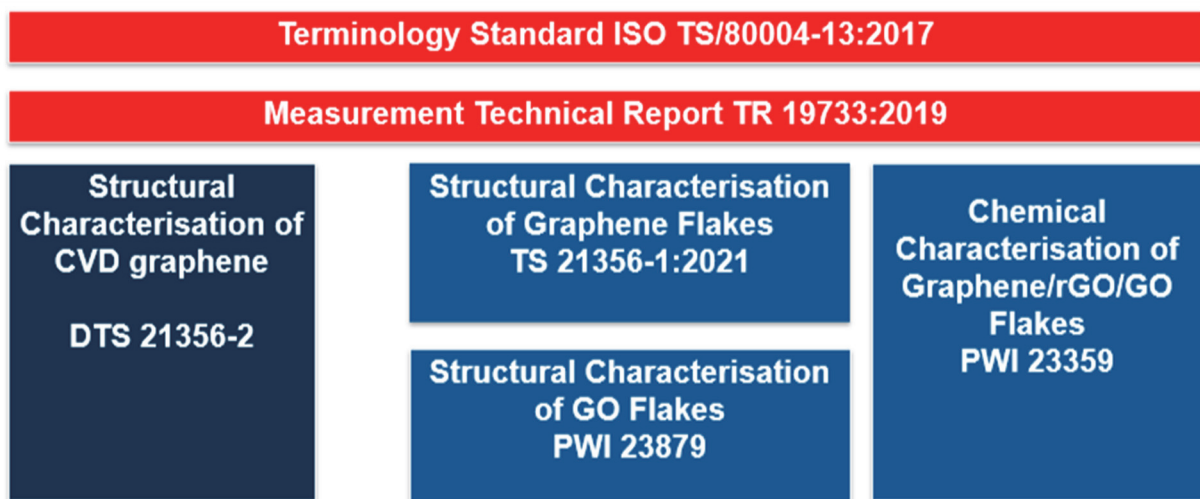 Terminology Standard ISO TS/80004-13:2017
Measurement Technical Report TR 19733:2019
Structural
Characterisation of
CVD graphene
DTS 21356-2
Structural Characterisation
of Graphene Flakes
TS 21356-1:2021
Structural Characterisation
of GO Flakes
PWI 23879
Chemical
Characterisation of
Graphene/rGO/GO
Flakes
PWI 23359